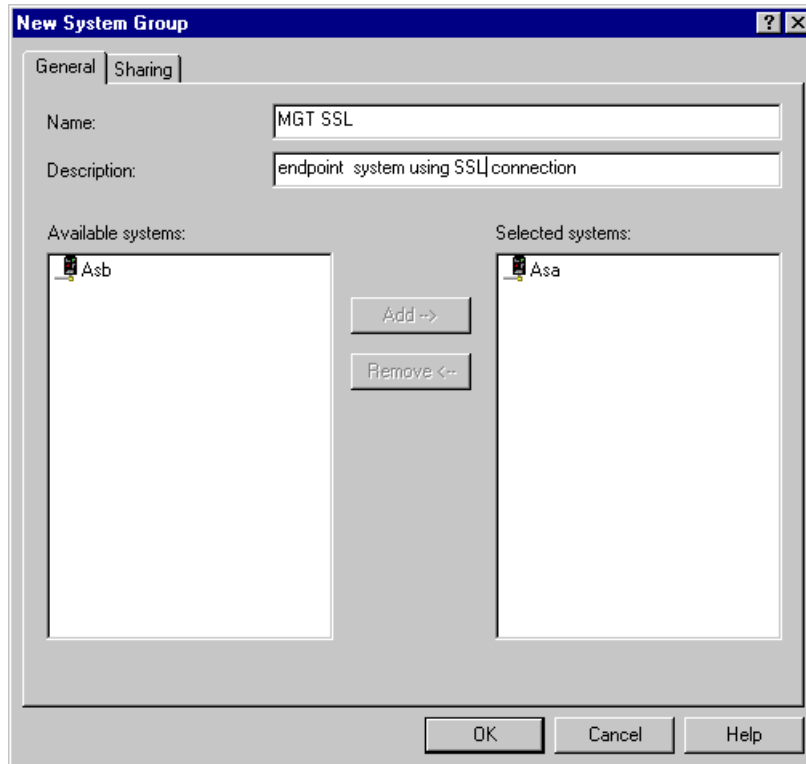 New System Group
General Sharing
Name: MGT SSL
Description: endpoint  system using SSL connection
Available systems: Selected systems:
Asb Asa
Add -->
Remove <--
OK Cancel Help